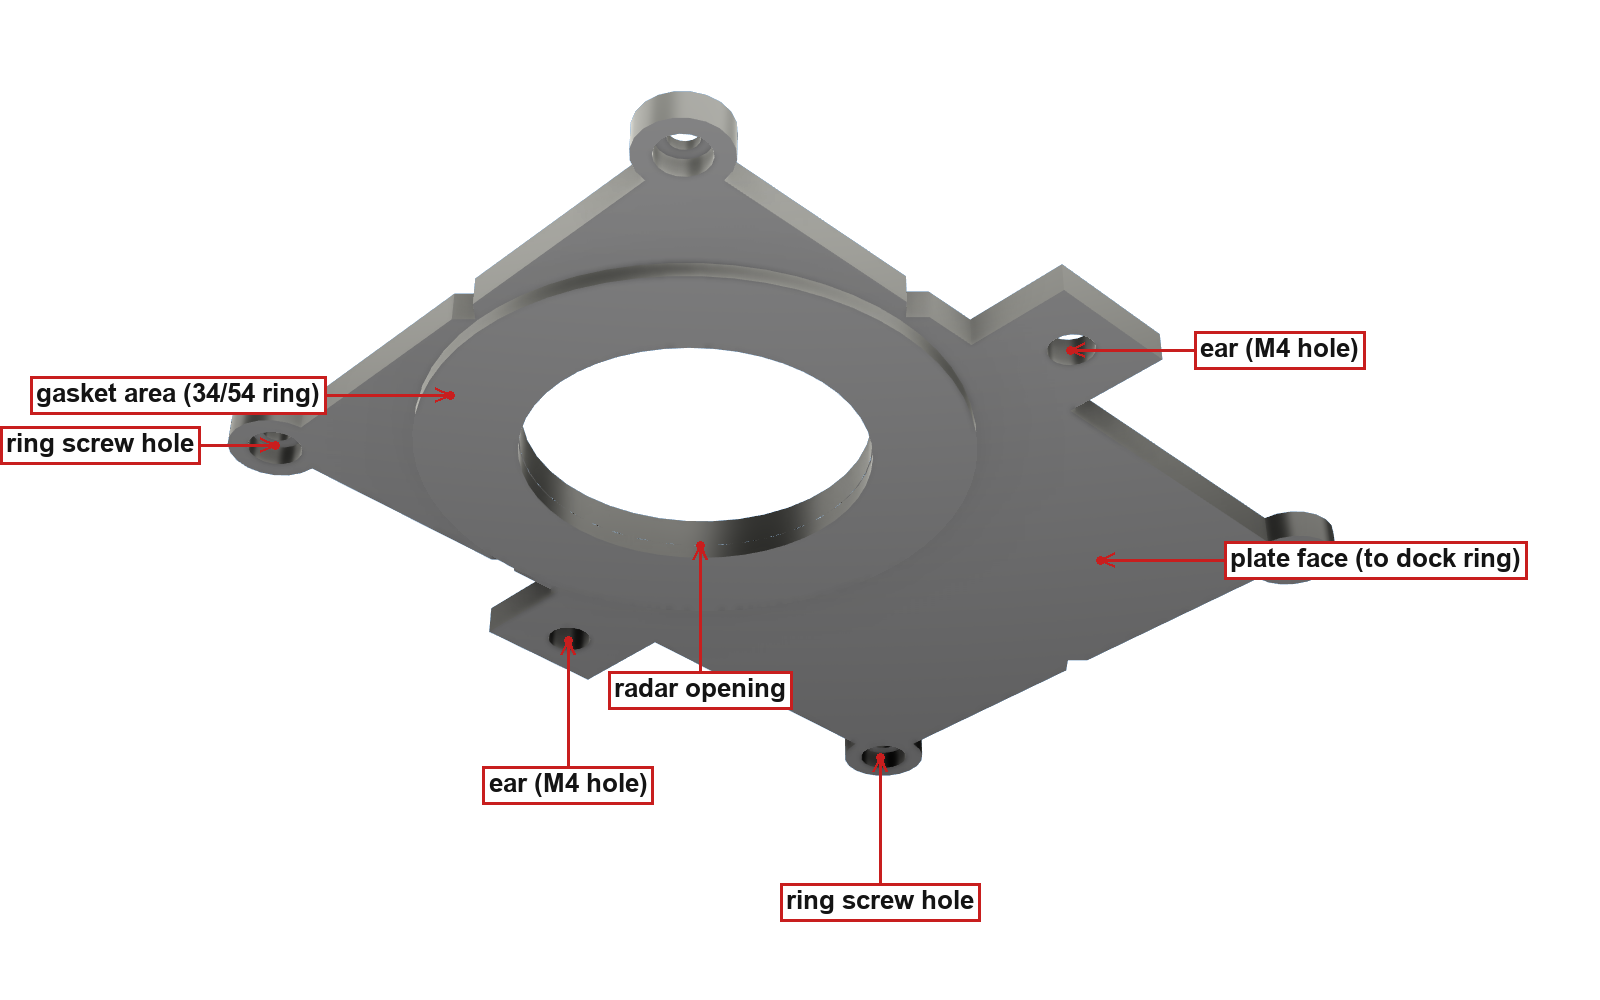 ear (M4 hole)
gasket area (34/54 ring)
ring screw hole
plate face (to dock ring)
radar opening
ear (M4 hole)
ring screw hole